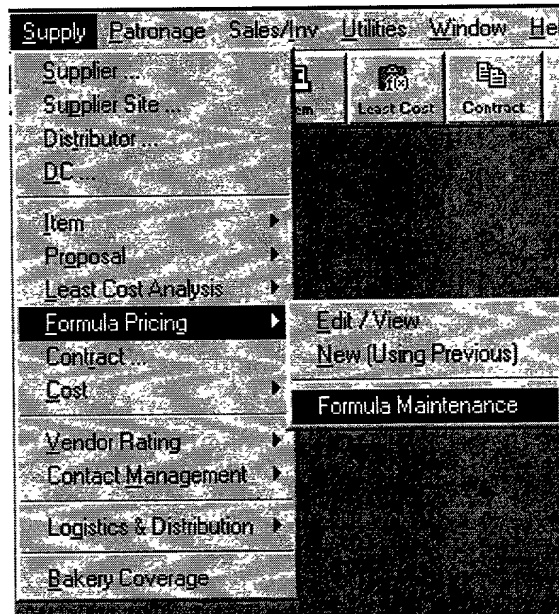 Supply Patronage Sales/Inv Utilities Window He
Least Cost Contract
Supplier ...
Supplier Site ...
Distributor ...
DC ...
Item
Proposal
Least Cost Analysis
Formula Pricing
Contract ...
Cost
Vendor Rating
Contact Management
Logistics & Distribution
Bakery Coverage
Edit / View
New (Using Previous)
Formula Maintenance